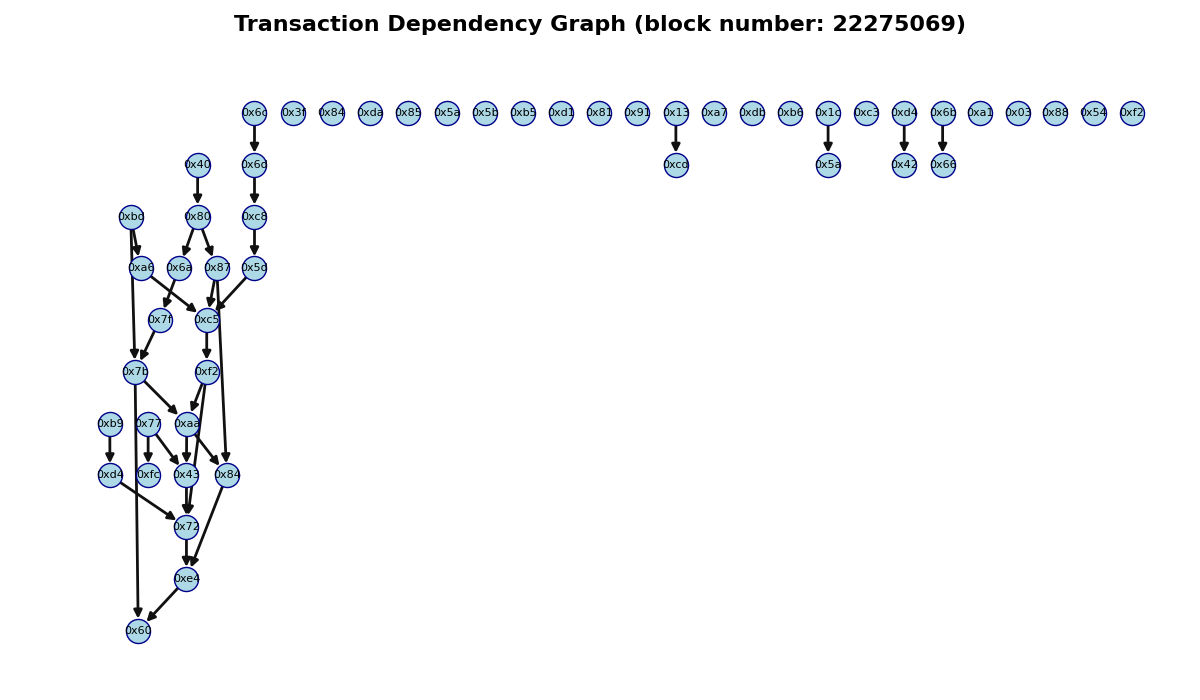 Transaction Dependency Graph (block number: 22275069)
0x6c 0x3f 0x84 0xda 0x85 0x5a 0x5b 0xb5 0xd1 0x81 0x91 0x13 0xa7 0xdb 0xb6 0x1c 0xc3 0xd4 0x6b 0xa1 0x03 0x88 0x54 0xf2
0x40 0x6d 0x5a 0x42 0x66
0xbd 0x80 0xc8
0xa6 0x6a 0x87 0x5d
0x7f 0xc5
0x7b 0xf2
0xb9 0x77 0xaa
0xd4 0xfc 0x43 0x84
0x72
0xe4
0x60